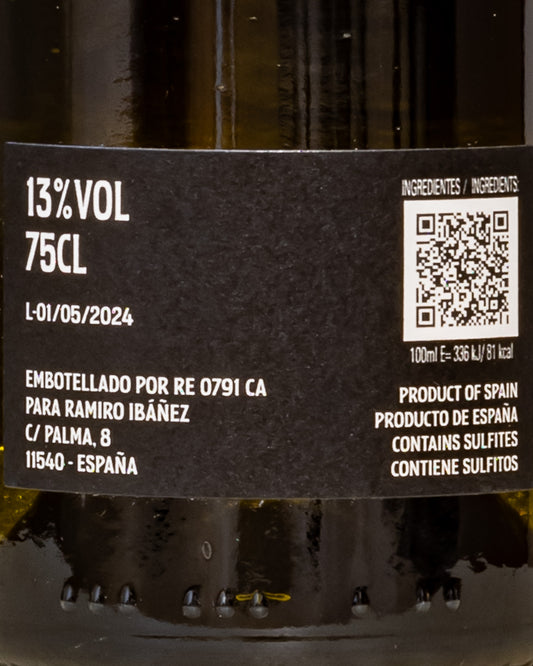 13%VOL
75CL
L-01/05/2024
EMBOTELLADO POR RE 0791 CA
PARA RAMIRO IBÁÑEZ
C/ PALMA, 8
11540 - ESPAÑA
INGREDIENTES / INGREDIENTS:
100ml E= 336 kJ/ 81 kcal
PRODUCT OF SPAIN
PRODUCTO DE ESPAÑA
CONTAINS SULFITES
CONTIENE SULFITOS